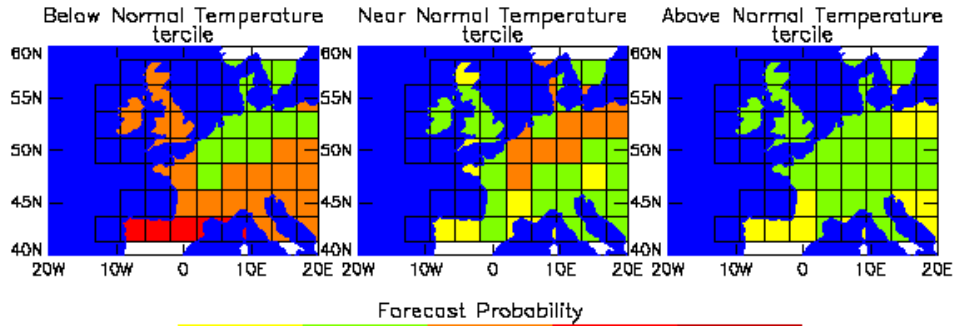 Below Normal Temperature
tercile
Near Normal Temperature
tercile
Above Normal Temperature
tercile
60N
55N
50N
45N
40N
20W 10W 0 10E 20E
60N
55N
50N
45N
40N
20W 10W 0 10E 20E
60N
55N
50N
45N
40N
20W 10W 0 10E 20E
Forecast Probability